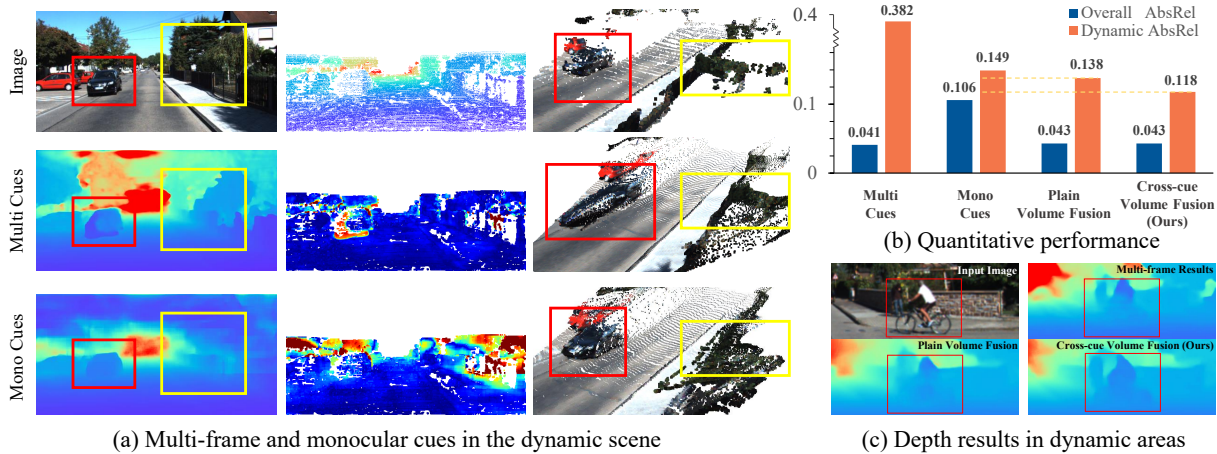 Image
Multi Cues
Mono Cues
(a) Multi-frame and monocular cues in the dynamic scene
0.4
0.1
0
Overall AbsRel
Dynamic AbsRel
0.382
0.041
0.106
0.149
0.043
0.138
0.043
0.118
Multi
Cues
Mono
Cues
Plain
Volume Fusion
Cross-cue
Volume Fusion
(Ours)
(b) Quantitative performance
Input Image
Multi-frame Results
Plain Volume Fusion
Cross-cue Volume Fusion (Ours)
(c) Depth results in dynamic areas